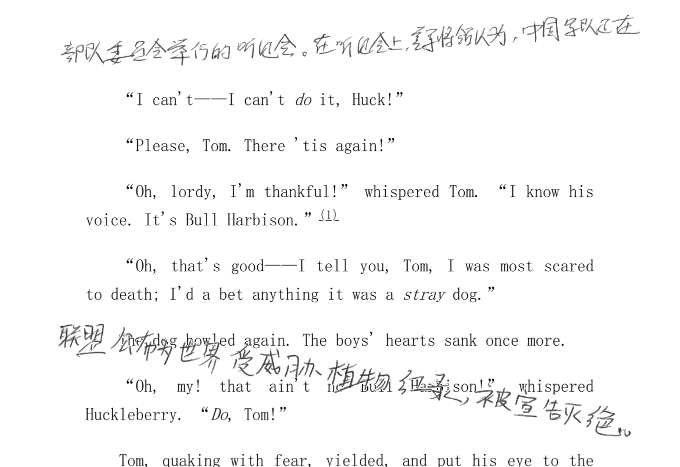 部队委员会举行的听证会。在听证会上,美军将领认为,中国军队正在
“I can't——I can't do it, Huck!”
“Please, Tom. There 'tis again!”
“Oh, lordy, I'm thankful!” whispered Tom. “I know his
voice. It's Bull Harbison.” (1)
“Oh, that's good——I tell you, Tom, I was most scared
to death; I'd a bet anything it was a stray dog.”
The dog howled again. The boys' hearts sank once more.
联盟公布的世界受威胁植物红录,被宣告灭绝。
“Oh, my! that ain't no Bull Harbison!” whispered
Huckleberry. “Do, Tom!”
Tom, quaking with fear, yielded, and put his eye to the